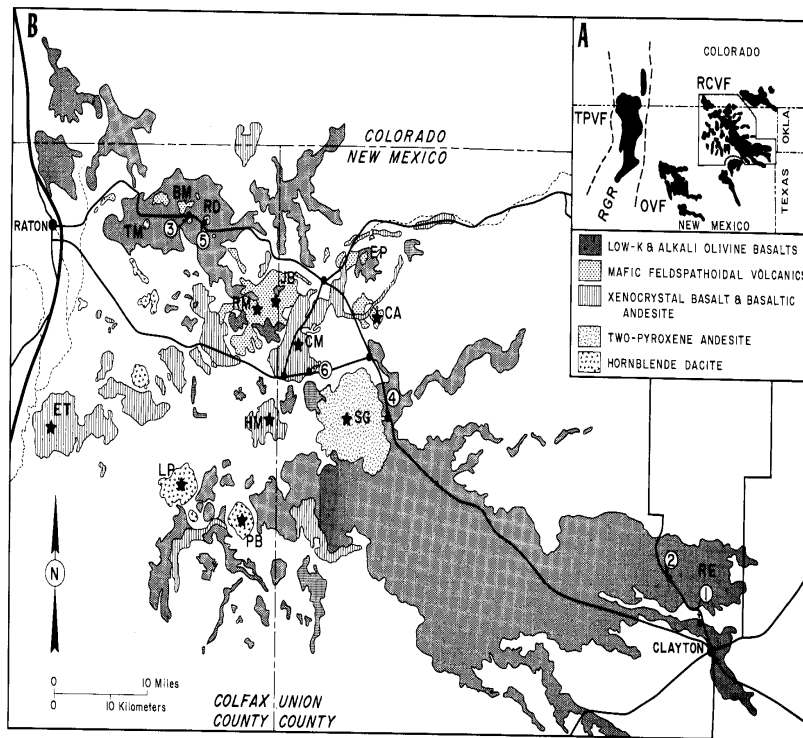 B
A
COLORADO
RCVF
TPVF
OKLA
TEXAS
RGR
OVF
NEW MEXICO
LOW-K & ALKALI OLIVINE BASALTS
MAFIC FELDSPATHOIDAL VOLCANICS
XENOCRYSTAL BASALT & BASALTIC
ANDESITE
TWO-PYROXENE ANDESITE
HORNBLENDE DACITE
COLORADO
NEW MEXICO
BM
RD
RATON
TM
3
5
EP
JB
RM
CA
CM
6
4
ET
HM
SG
LP
PB
2
RE
1
N
CLAYTON
0 10 Miles
0 10 Kilometers
COLFAX UNION
COUNTY COUNTY